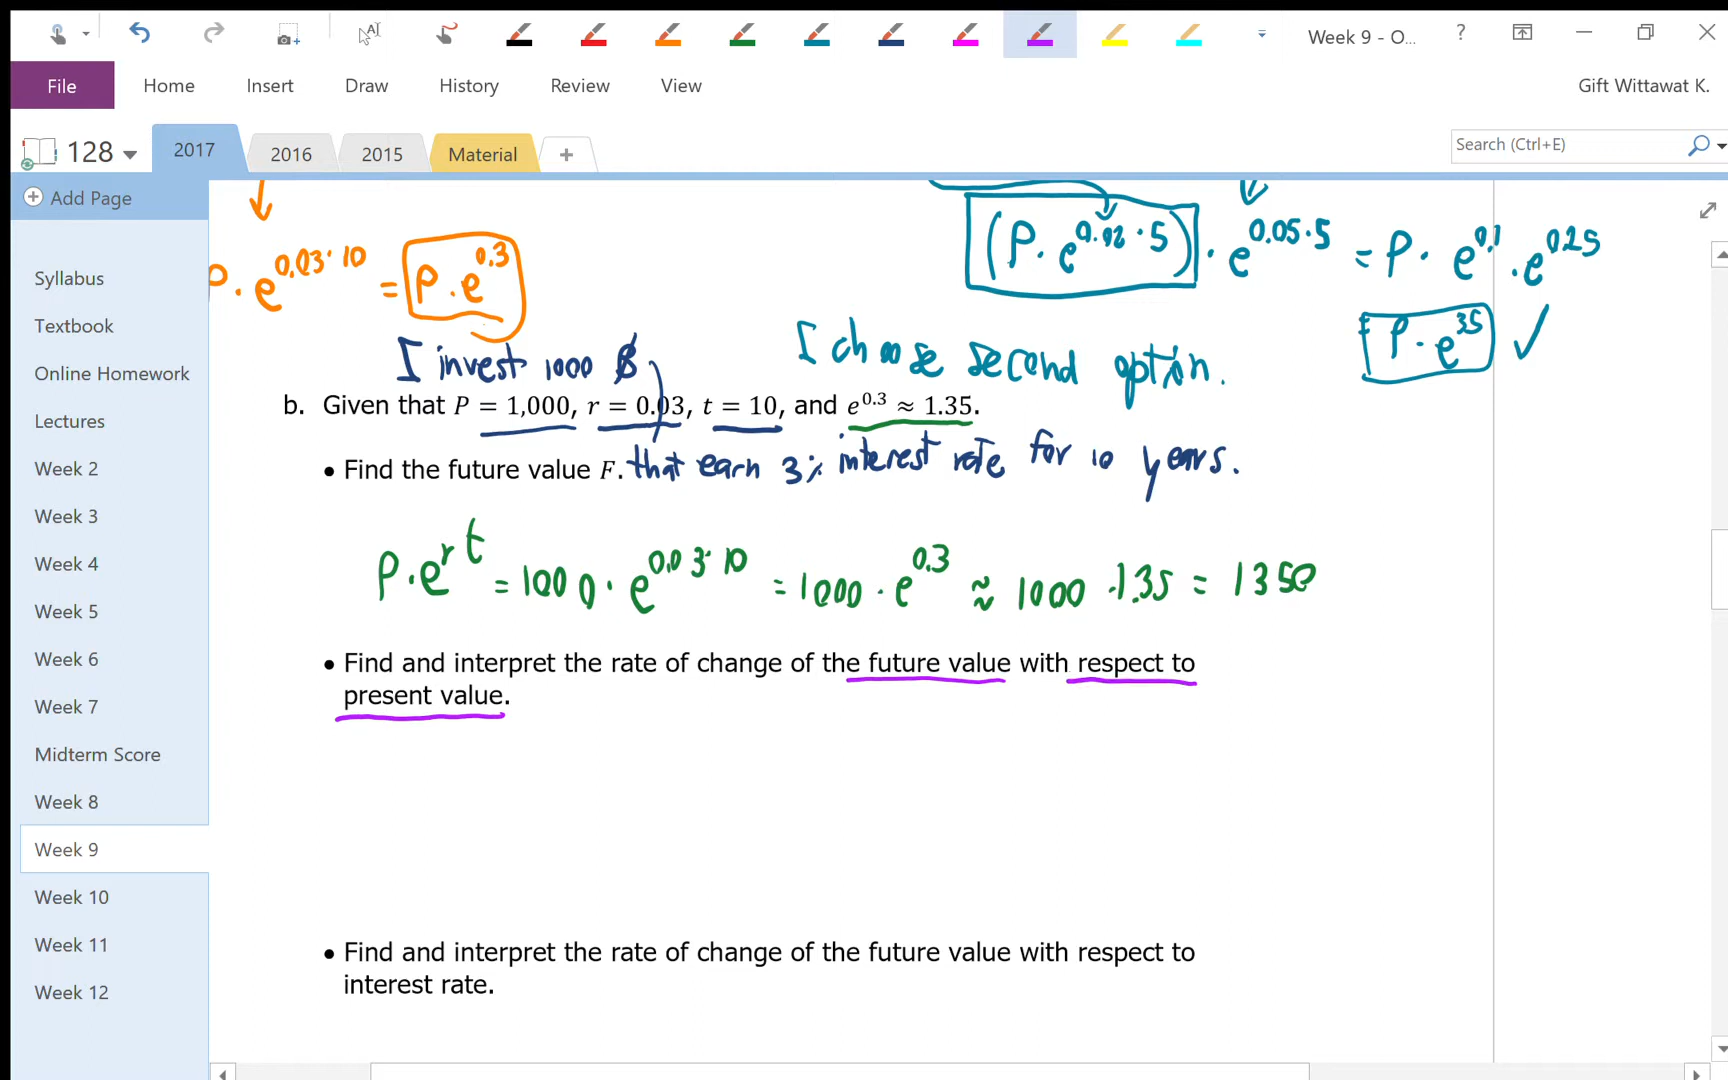 Week 9 - O... ?
File Home Insert Draw History Review View Gift Wittawat K.
128 2017 2016 2015 Material + Search (Ctrl+E)
Add Page
Syllabus
Textbook
Online Homework
Lectures
Week 2
Week 3
Week 4
Week 5
Week 6
Week 7
Midterm Score
Week 8
Week 9
Week 10
Week 11
Week 12
(P · e^0.02·5) · e^0.05·5 = P · e^0.1 · e^0.25
P · e^0.03·10 = P · e^0.3
= P · e^.35 ✓
I invest 1000 $ I choose second option.
b. Given that P = 1,000, r = 0.03, t = 10, and e^0.3 ≈ 1.35.
• Find the future value F. that earn 3% interest rate for 10 years.
P · e^rt = 1000 · e^0.03·10 = 1000 · e^0.3 ≈ 1000 · 1.35 = 1350
• Find and interpret the rate of change of the future value with respect to
present value.
• Find and interpret the rate of change of the future value with respect to
interest rate.